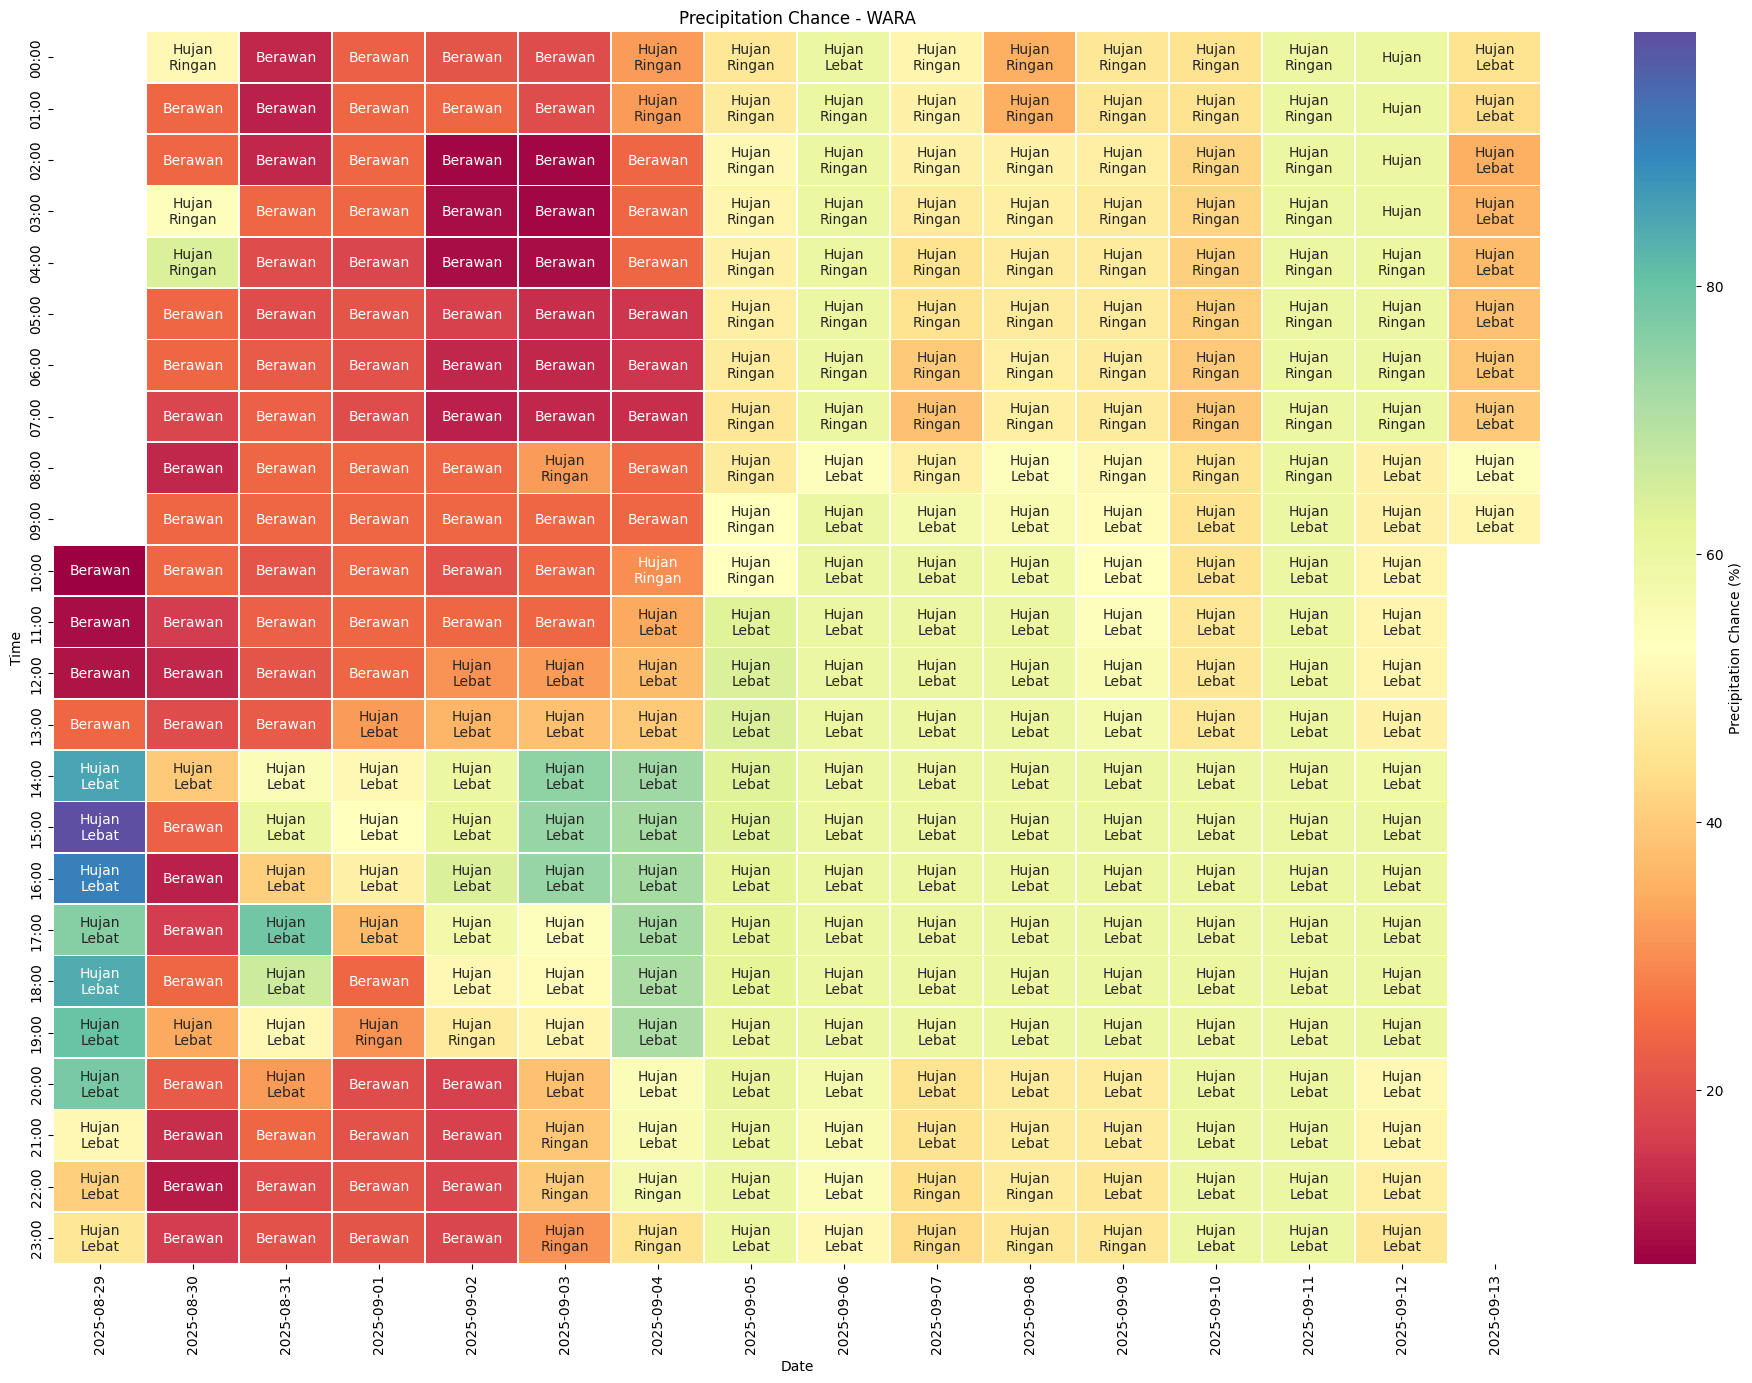 Precipitation Chance - WARA
00:00 Hujan Ringan Berawan Berawan Berawan Berawan Hujan Ringan Hujan Ringan Hujan Lebat Hujan Ringan Hujan Ringan Hujan Ringan Hujan Ringan Hujan Ringan Hujan Hujan Lebat
01:00 Berawan Berawan Berawan Berawan Berawan Hujan Ringan Hujan Ringan Hujan Ringan Hujan Ringan Hujan Ringan Hujan Ringan Hujan Ringan Hujan Ringan Hujan Hujan Lebat
02:00 Berawan Berawan Berawan Berawan Berawan Berawan Hujan Ringan Hujan Ringan Hujan Ringan Hujan Ringan Hujan Ringan Hujan Ringan Hujan Ringan Hujan Hujan Lebat
03:00 Hujan Ringan Berawan Berawan Berawan Berawan Berawan Hujan Ringan Hujan Ringan Hujan Ringan Hujan Ringan Hujan Ringan Hujan Ringan Hujan Ringan Hujan Hujan Lebat
04:00 Hujan Ringan Berawan Berawan Berawan Berawan Berawan Hujan Ringan Hujan Ringan Hujan Ringan Hujan Ringan Hujan Ringan Hujan Ringan Hujan Ringan Hujan Ringan Hujan Lebat
05:00 Berawan Berawan Berawan Berawan Berawan Berawan Hujan Ringan Hujan Ringan Hujan Ringan Hujan Ringan Hujan Ringan Hujan Ringan Hujan Ringan Hujan Ringan Hujan Lebat
06:00 Berawan Berawan Berawan Berawan Berawan Berawan Hujan Ringan Hujan Ringan Hujan Ringan Hujan Ringan Hujan Ringan Hujan Ringan Hujan Ringan Hujan Ringan Hujan Lebat
07:00 Berawan Berawan Berawan Berawan Berawan Berawan Hujan Ringan Hujan Ringan Hujan Ringan Hujan Ringan Hujan Ringan Hujan Ringan Hujan Ringan Hujan Ringan Hujan Lebat
08:00 Berawan Berawan Berawan Berawan Hujan Ringan Berawan Hujan Ringan Hujan Lebat Hujan Ringan Hujan Lebat Hujan Ringan Hujan Ringan Hujan Ringan Hujan Lebat Hujan Lebat
09:00 Berawan Berawan Berawan Berawan Berawan Berawan Hujan Ringan Hujan Lebat Hujan Lebat Hujan Lebat Hujan Lebat Hujan Lebat Hujan Lebat Hujan Lebat Hujan Lebat
10:00 Berawan Berawan Berawan Berawan Berawan Berawan Hujan Ringan Hujan Ringan Hujan Lebat Hujan Lebat Hujan Lebat Hujan Lebat Hujan Lebat Hujan Lebat Hujan Lebat
11:00 Berawan Berawan Berawan Berawan Berawan Berawan Hujan Lebat Hujan Lebat Hujan Lebat Hujan Lebat Hujan Lebat Hujan Lebat Hujan Lebat Hujan Lebat Hujan Lebat
12:00 Berawan Berawan Berawan Berawan Hujan Lebat Hujan Lebat Hujan Lebat Hujan Lebat Hujan Lebat Hujan Lebat Hujan Lebat Hujan Lebat Hujan Lebat Hujan Lebat Hujan Lebat
13:00 Berawan Berawan Berawan Hujan Lebat Hujan Lebat Hujan Lebat Hujan Lebat Hujan Lebat Hujan Lebat Hujan Lebat Hujan Lebat Hujan Lebat Hujan Lebat Hujan Lebat Hujan Lebat
14:00 Hujan Lebat Hujan Lebat Hujan Lebat Hujan Lebat Hujan Lebat Hujan Lebat Hujan Lebat Hujan Lebat Hujan Lebat Hujan Lebat Hujan Lebat Hujan Lebat Hujan Lebat Hujan Lebat Hujan Lebat
15:00 Hujan Lebat Berawan Hujan Lebat Hujan Lebat Hujan Lebat Hujan Lebat Hujan Lebat Hujan Lebat Hujan Lebat Hujan Lebat Hujan Lebat Hujan Lebat Hujan Lebat Hujan Lebat Hujan Lebat
16:00 Hujan Lebat Berawan Hujan Lebat Hujan Lebat Hujan Lebat Hujan Lebat Hujan Lebat Hujan Lebat Hujan Lebat Hujan Lebat Hujan Lebat Hujan Lebat Hujan Lebat Hujan Lebat Hujan Lebat
17:00 Hujan Lebat Berawan Hujan Lebat Hujan Lebat Hujan Lebat Hujan Lebat Hujan Lebat Hujan Lebat Hujan Lebat Hujan Lebat Hujan Lebat Hujan Lebat Hujan Lebat Hujan Lebat Hujan Lebat
18:00 Hujan Lebat Berawan Hujan Lebat Berawan Hujan Lebat Hujan Lebat Hujan Lebat Hujan Lebat Hujan Lebat Hujan Lebat Hujan Lebat Hujan Lebat Hujan Lebat Hujan Lebat Hujan Lebat
19:00 Hujan Lebat Hujan Lebat Hujan Lebat Hujan Ringan Hujan Ringan Hujan Lebat Hujan Lebat Hujan Lebat Hujan Lebat Hujan Lebat Hujan Lebat Hujan Lebat Hujan Lebat Hujan Lebat Hujan Lebat
20:00 Hujan Lebat Berawan Hujan Lebat Berawan Berawan Hujan Lebat Hujan Lebat Hujan Lebat Hujan Lebat Hujan Lebat Hujan Lebat Hujan Lebat Hujan Lebat Hujan Lebat Hujan Lebat
21:00 Hujan Lebat Berawan Berawan Berawan Berawan Hujan Ringan Hujan Lebat Hujan Lebat Hujan Lebat Hujan Lebat Hujan Lebat Hujan Lebat Hujan Lebat Hujan Lebat Hujan Lebat
22:00 Hujan Lebat Berawan Berawan Berawan Berawan Hujan Ringan Hujan Ringan Hujan Lebat Hujan Lebat Hujan Ringan Hujan Ringan Hujan Lebat Hujan Lebat Hujan Lebat Hujan Lebat
23:00 Hujan Lebat Berawan Berawan Berawan Berawan Hujan Ringan Hujan Ringan Hujan Lebat Hujan Lebat Hujan Ringan Hujan Ringan Hujan Ringan Hujan Lebat Hujan Lebat Hujan Lebat
Time
2025-08-29 2025-08-30 2025-08-31 2025-09-01 2025-09-02 2025-09-03 2025-09-04 2025-09-05 2025-09-06 2025-09-07 2025-09-08 2025-09-09 2025-09-10 2025-09-11 2025-09-12 2025-09-13
Date
80
60
40
20
Precipitation Chance (%)